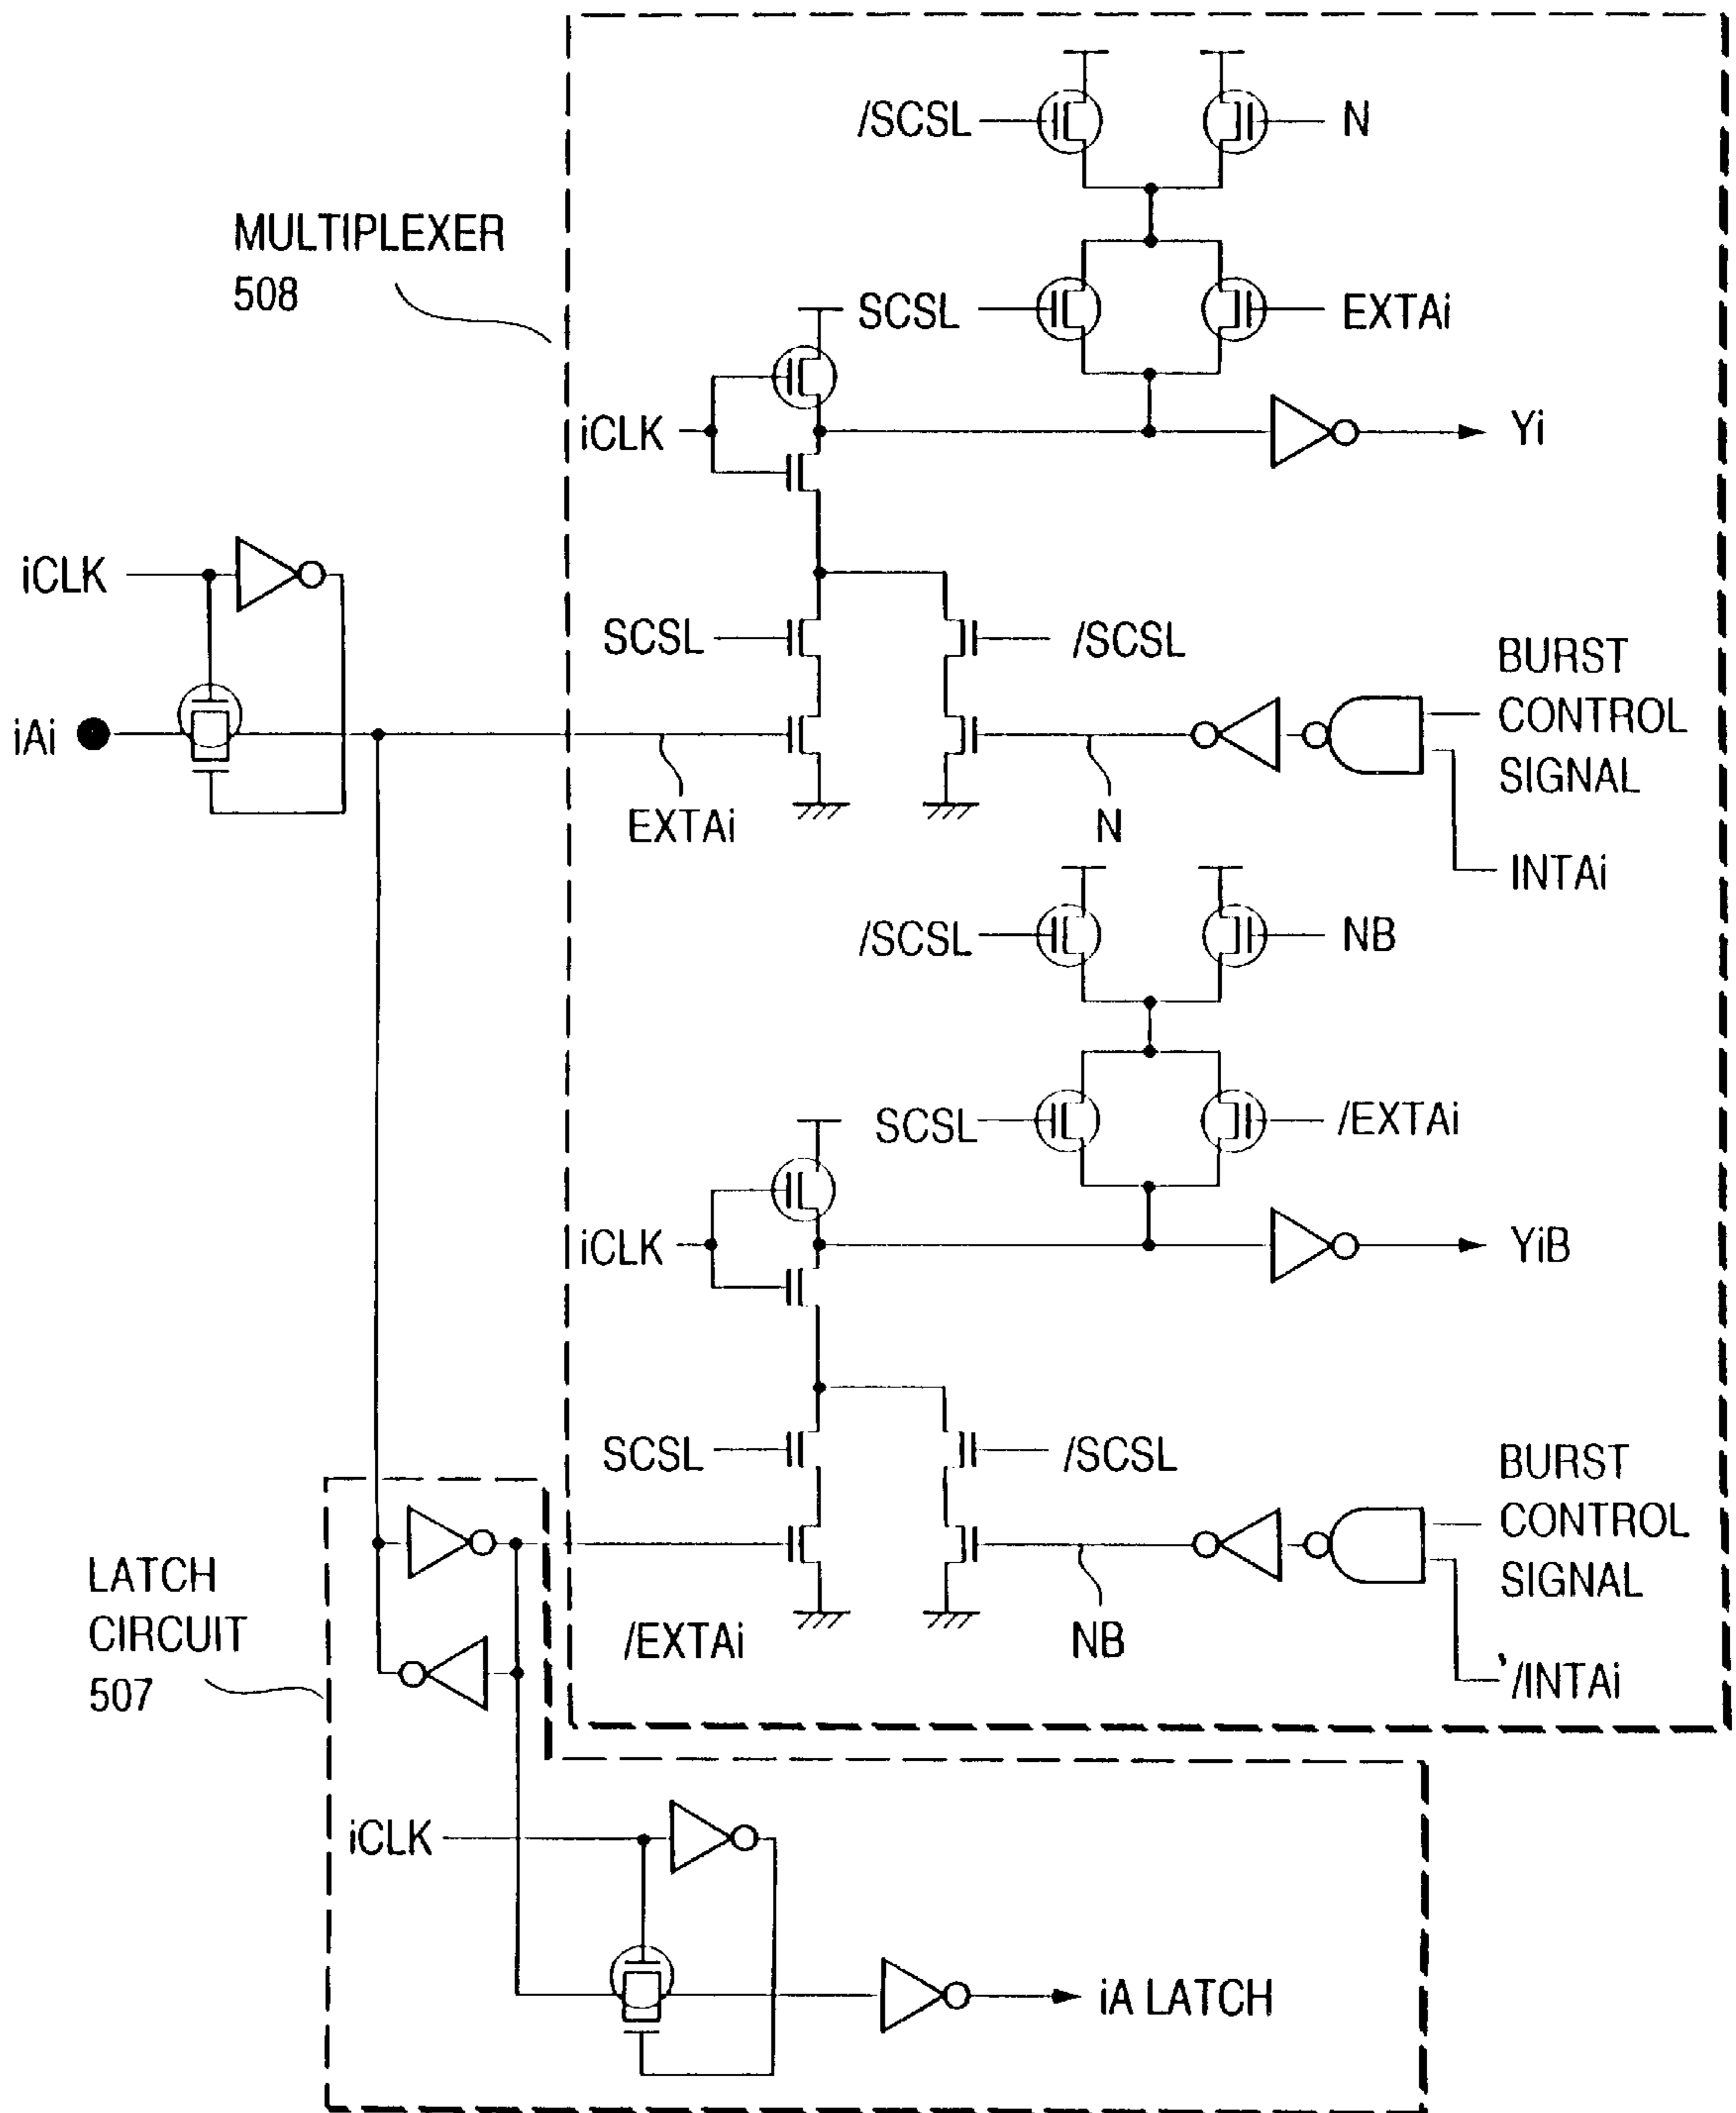 /SCSL
N
MULTIPLEXER
508
SCSL
EXTAi
iCLK
Yi
iCLK
SCSL
/SCSL
BURST
CONTROL
SIGNAL
iAi
EXTAi
N
INTAi
/SCSL
NB
SCSL
/EXTAi
iCLK
YiB
SCSL
/SCSL
BURST
CONTROL
SIGNAL
LATCH
CIRCUIT
507
/EXTAi
NB
'/INTAi
iCLK
iA LATCH